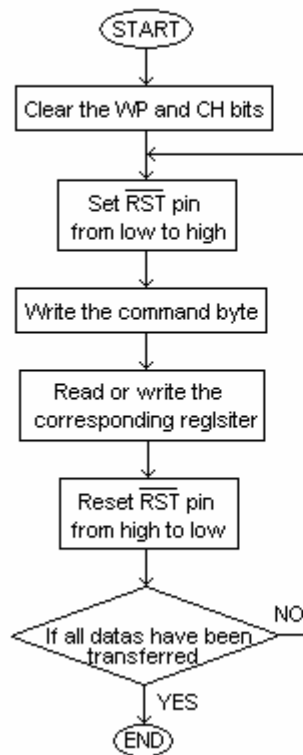 START
Clear the WP and CH bits
Set RST pin
from low to high
Write the command byte
Read or write the
corresponding reglsiter
Reset RST pin
from high to low
If all datas have been
transferred
NO
YES
END